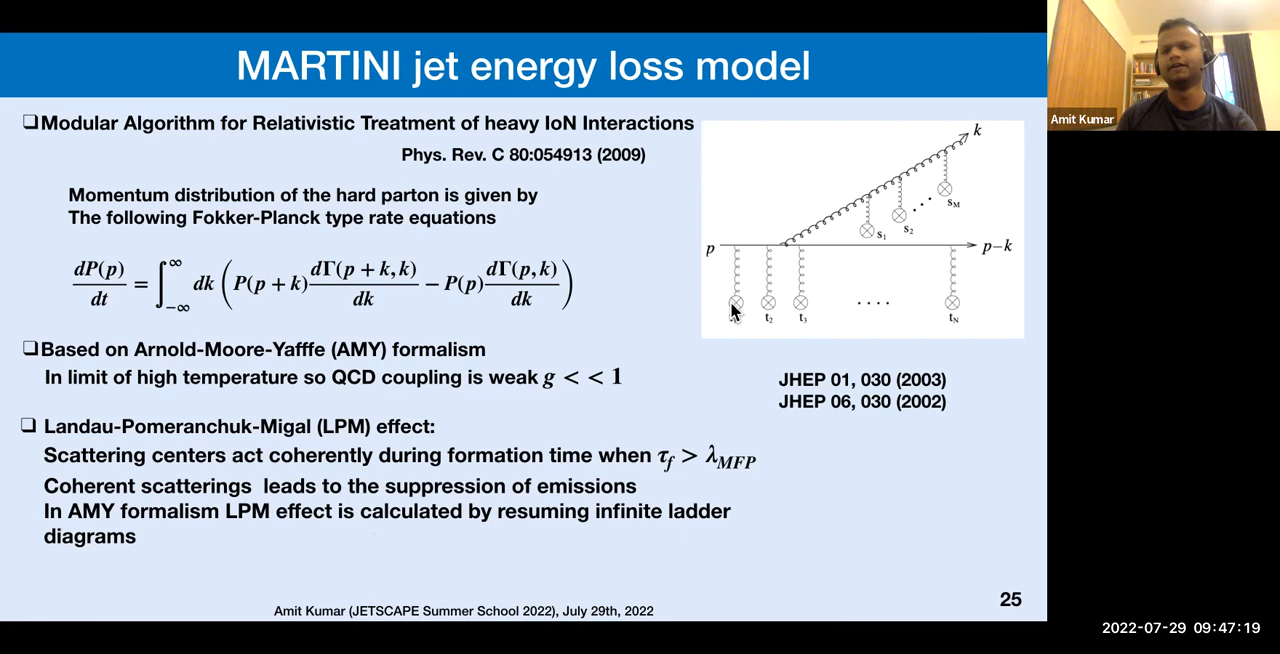 MARTINI jet energy loss model
❑Modular Algorithm for Relativistic Treatment of heavy IoN Interactions
Phys. Rev. C 80:054913 (2009)
Momentum distribution of the hard parton is given by
The following Fokker-Planck type rate equations
dP(p)/dt = ∫_{-∞}^{∞} dk ( P(p + k) dΓ(p + k, k)/dk − P(p) dΓ(p, k)/dk )
k
p
p−k
s1
s2
sM
t2
t3
tN
❑Based on Arnold-Moore-Yafffe (AMY) formalism
In limit of high temperature so QCD coupling is weak g < < 1
JHEP 01, 030 (2003)
JHEP 06, 030 (2002)
❑ Landau-Pomeranchuk-Migal (LPM) effect:
Scattering centers act coherently during formation time when τ_f > λ_MFP
Coherent scatterings leads to the suppression of emissions
In AMY formalism LPM effect is calculated by resuming infinite ladder
diagrams
Amit Kumar (JETSCAPE Summer School 2022), July 29th, 2022
25
Amit Kumar
2022-07-29 09:47:19